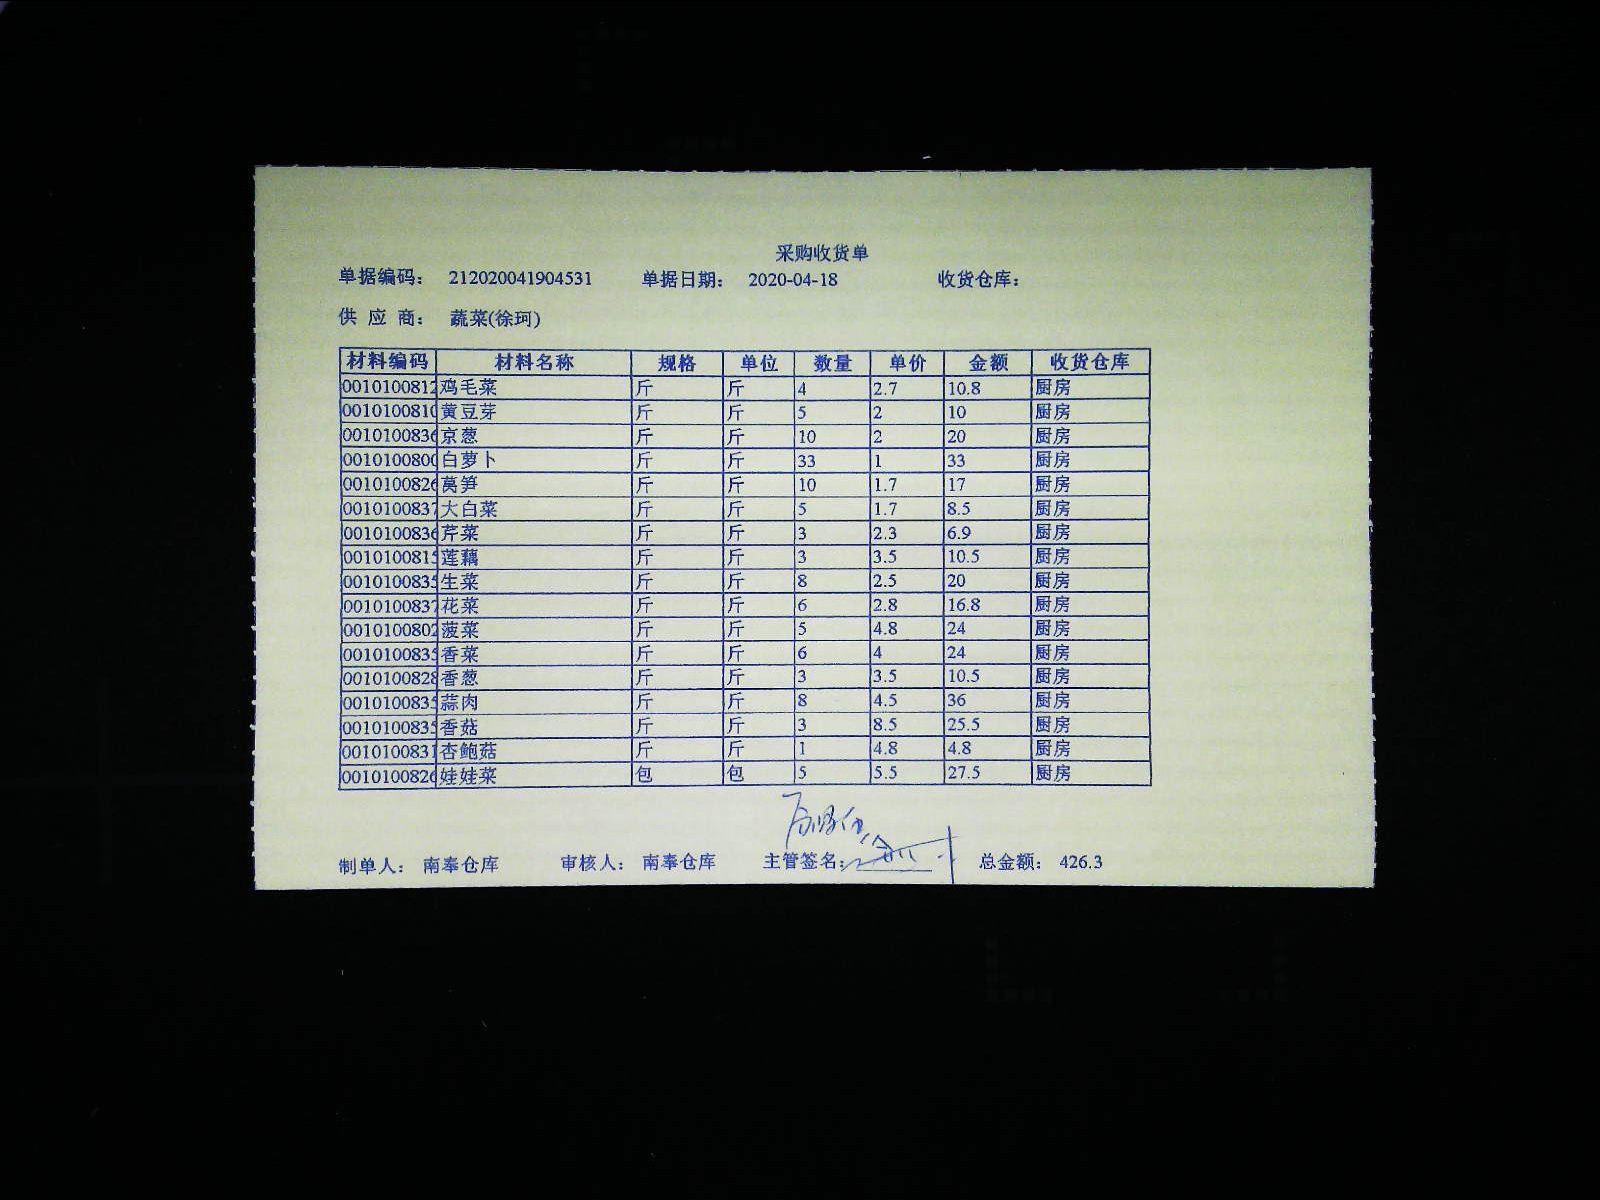 采购收货单
单据编码： 212020041904531 单据日期： 2020-04-18 收货仓库：
供 应 商： 蔬菜(徐珂)
材料编码 材料名称 规格 单位 数量 单价 金额 收货仓库
0010100812 鸡毛菜 斤 斤 4 2.7 10.8 厨房
001010081 黄豆芽 斤 斤 5 2 10 厨房
001010083 京葱 斤 斤 10 2 20 厨房
001010080 白萝卜 斤 斤 33 1 33 厨房
001010082 莴笋 斤 斤 10 1.7 17 厨房
0010100837 大白菜 斤 斤 5 1.7 8.5 厨房
001010083 芹菜 斤 斤 3 2.3 6.9 厨房
001010081 莲藕 斤 斤 3 3.5 10.5 厨房
001010083 生菜 斤 斤 8 2.5 20 厨房
0010100837 花菜 斤 斤 6 2.8 16.8 厨房
0010100802 菠菜 斤 斤 5 4.8 24 厨房
001010083 香菜 斤 斤 6 4 24 厨房
0010100828 香葱 斤 斤 3 3.5 10.5 厨房
001010083 蒜肉 斤 斤 8 4.5 36 厨房
001010083 香菇 斤 斤 3 8.5 25.5 厨房
0010100831 杏鲍菇 斤 斤 1 4.8 4.8 厨房
001010082 娃娃菜 包 包 5 5.5 27.5 厨房
制单人： 南奉仓库 审核人： 南奉仓库 主管签名： 总金额： 426.3